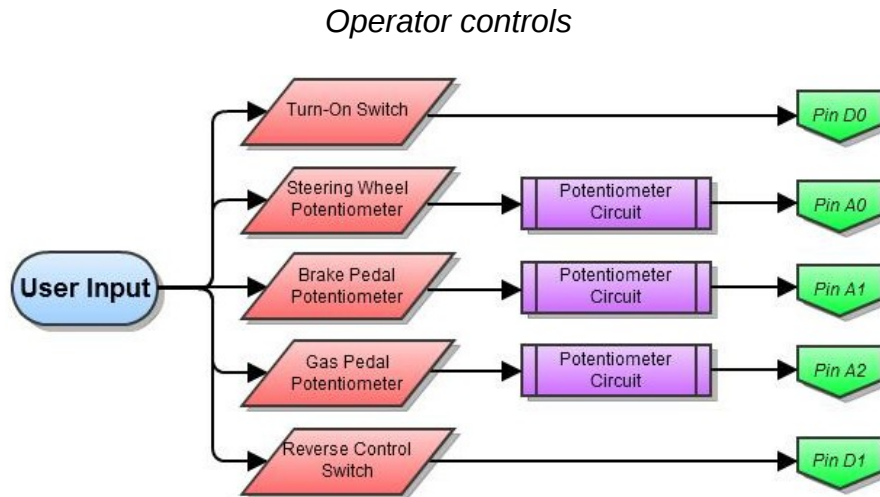 Operator controls
Turn-On Switch
Pin D0
Steering Wheel
Potentiometer
Potentiometer
Circuit
Pin A0
User Input
Brake Pedal
Potentiometer
Potentiometer
Circuit
Pin A1
Gas Pedal
Potentiometer
Potentiometer
Circuit
Pin A2
Reverse Control
Switch
Pin D1